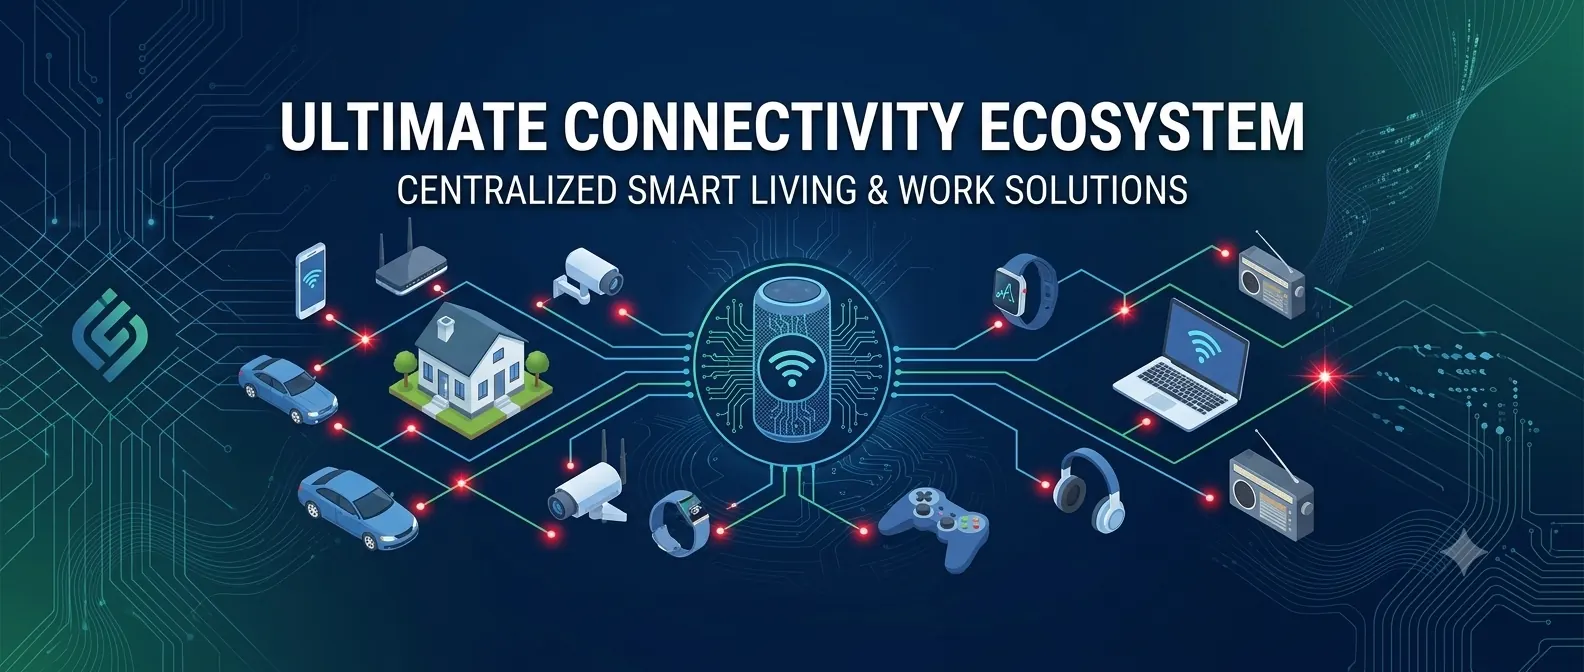 ULTIMATE CONNECTIVITY ECOSYSTEM
CENTRALIZED SMART LIVING & WORK SOLUTIONS